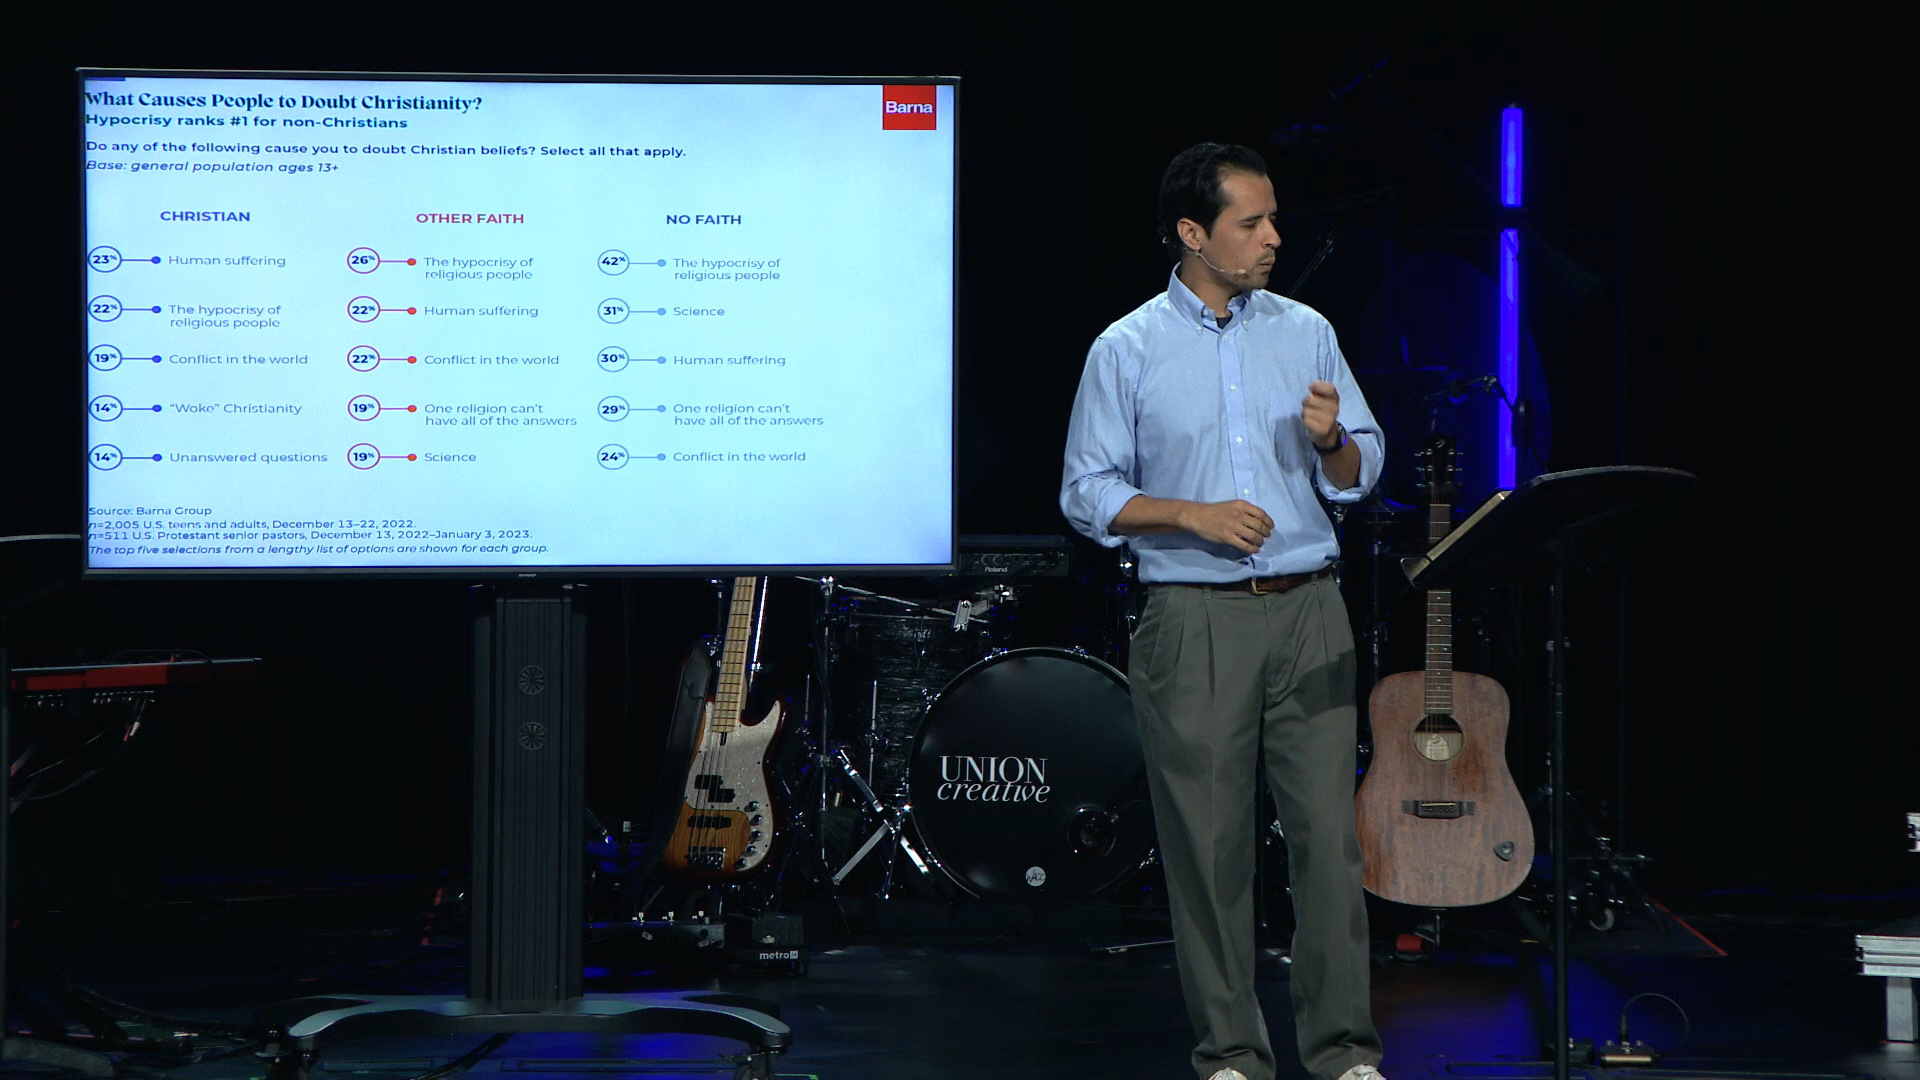 What Causes People to Doubt Christianity?
Hypocrisy ranks #1 for non-Christians
Barna
Do any of the following cause you to doubt Christian beliefs? Select all that apply.
Base: general population ages 13+
CHRISTIAN
23% Human suffering
22% The hypocrisy of
religious people
19% Conflict in the world
14% "Woke" Christianity
14% Unanswered questions
OTHER FAITH
26% The hypocrisy of
religious people
22% Human suffering
22% Conflict in the world
19% One religion can't
have all of the answers
19% Science
NO FAITH
42% The hypocrisy of
religious people
31% Science
30% Human suffering
29% One religion can't
have all of the answers
24% Conflict in the world
Source: Barna Group
n=2,005 U.S. teens and adults, December 13–22, 2022.
n=511 U.S. Protestant senior pastors, December 13, 2022–January 3, 2023.
The top five selections from a lengthy list of options are shown for each group.
Roland
UNION
creative
WACC
metro